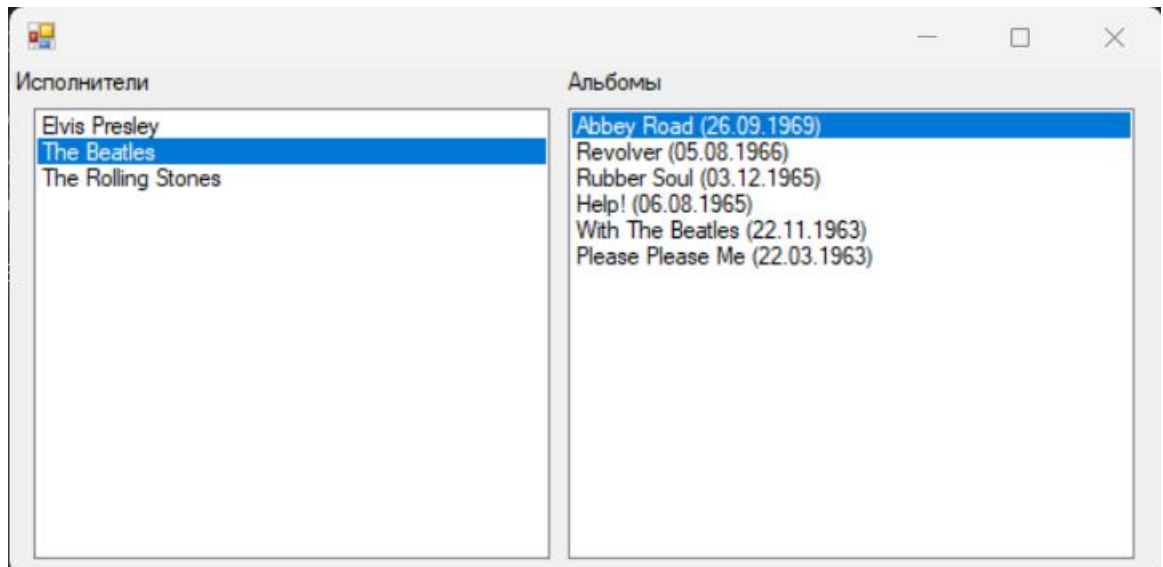 Исполнители
Elvis Presley
The Beatles
The Rolling Stones
Альбомы
Abbey Road (26.09.1969)
Revolver (05.08.1966)
Rubber Soul (03.12.1965)
Help! (06.08.1965)
With The Beatles (22.11.1963)
Please Please Me (22.03.1963)